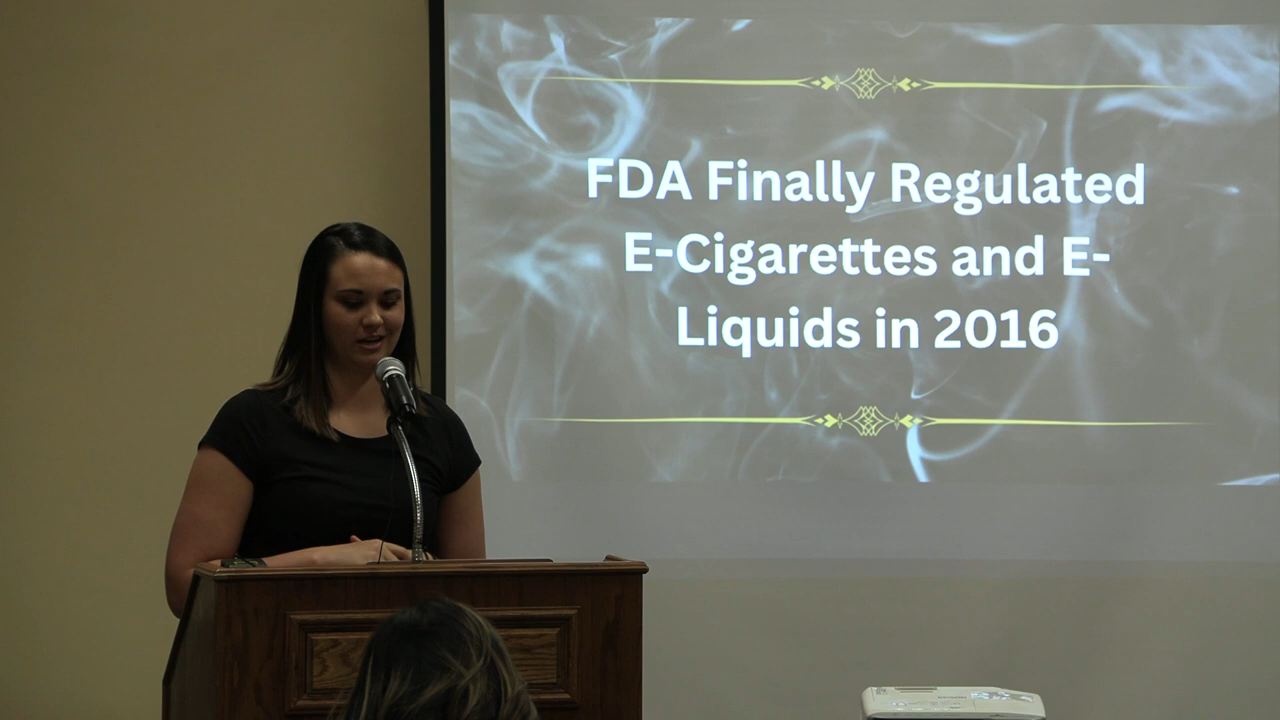 FDA Finally Regulated
E-Cigarettes and E-
Liquids in 2016